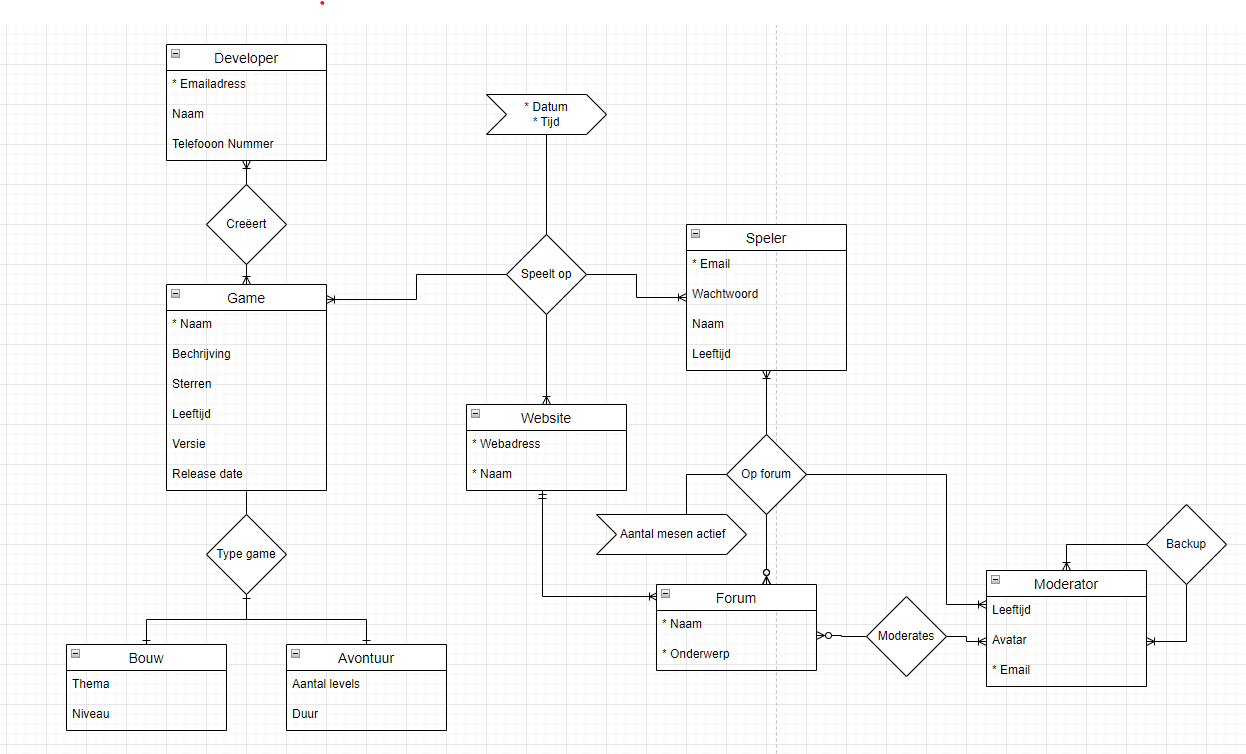 Developer
* Emailadress
Naam
Telefooon Nummer
* Datum
* Tijd
Creëert
Speelt op
Speler
* Email
Wachtwoord
Naam
Leeftijd
Game
* Naam
Bechrijving
Sterren
Leeftijd
Versie
Release date
Website
* Webadress
* Naam
Op forum
Aantal mesen actief
Type game
Backup
Bouw
Thema
Niveau
Avontuur
Aantal levels
Duur
Forum
* Naam
* Onderwerp
Moderates
Moderator
Leeftijd
Avatar
* Email